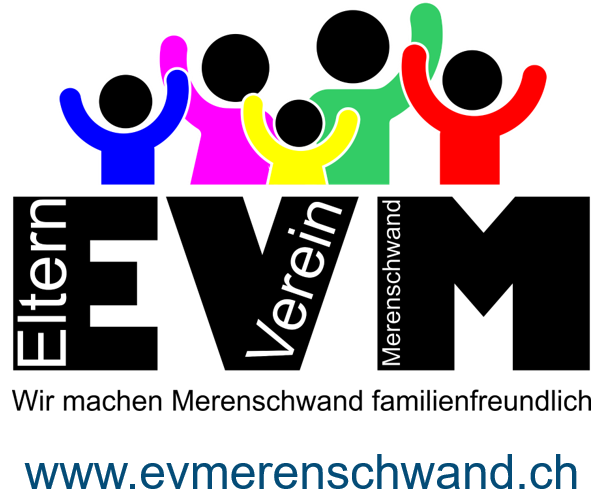 EVM
Eltern
Verein
Merenschwand
Wir machen Merenschwand familienfreundlich
www.evmerenschwand.ch